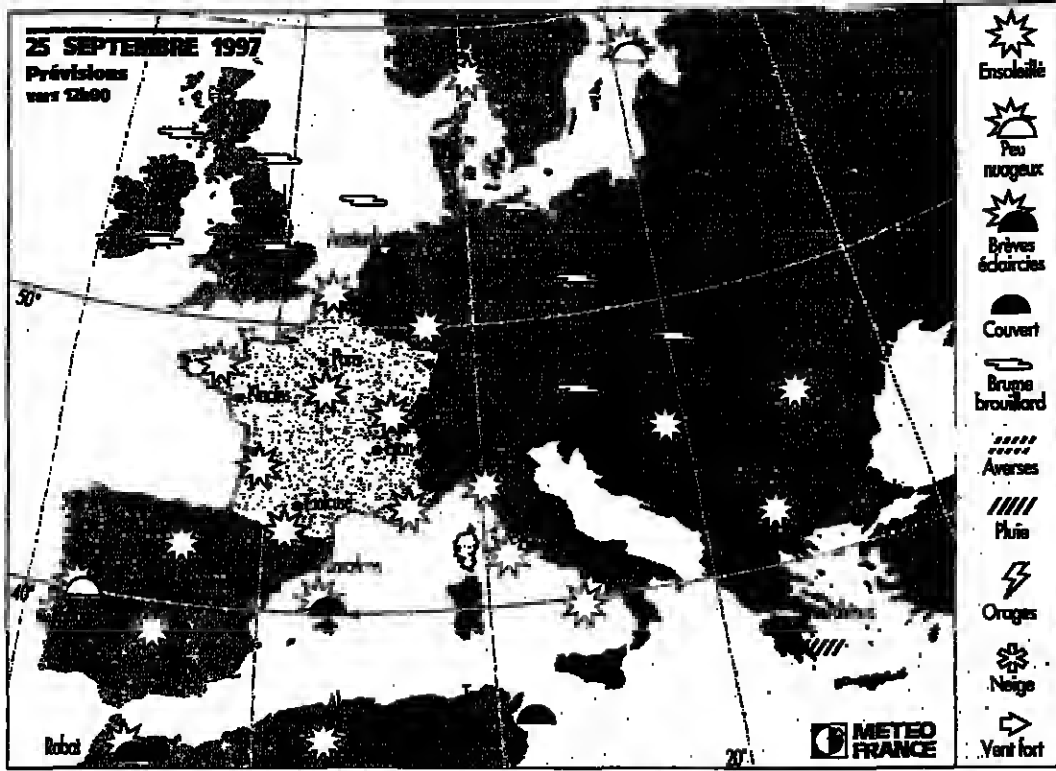 25 SEPTEMBRE 1997
Prévisions
vers 12h00
50°
Paris
Nantes
40°
Rabat
20°
METEO
FRANCE
Ensoleillé
Peu
nuageux
Brèves
éclaircies
Couvert
Brume
brouillard
Averses
Pluie
Orages
Neige
Vent fort